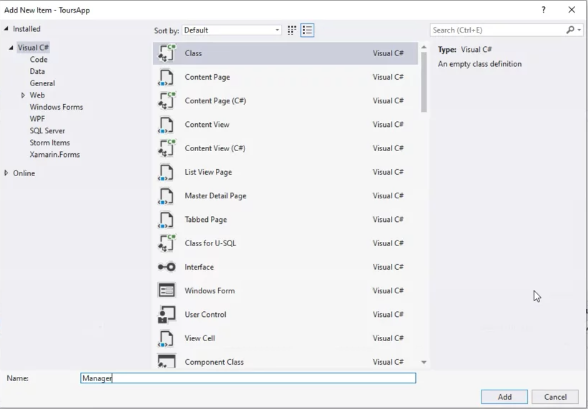 Add New Item - ToursApp
? ×
Installed
Sort by: Default
Search (Ctrl+E)
Visual C#
Code
Data
General
Web
Windows Forms
WPF
SQL Server
Storm Items
Xamarin.Forms
Online
Class Visual C#
Content Page Visual C#
Content Page (C#) Visual C#
Content View Visual C#
Content View (C#) Visual C#
List View Page Visual C#
Master Detail Page Visual C#
Tabbed Page Visual C#
Class for U-SQL Visual C#
Interface Visual C#
Windows Form Visual C#
User Control Visual C#
View Cell Visual C#
Component Class Visual C#
Type: Visual C#
An empty class definition
Name: Manager
Add Cancel